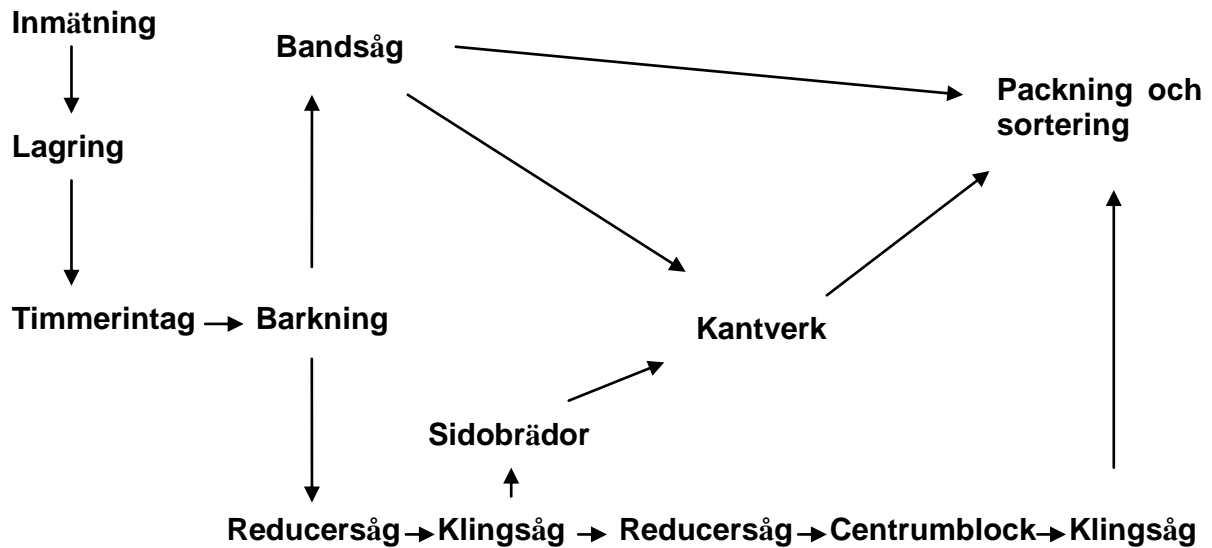 Inmätning
Bandsåg
Packning och
sortering
Lagring
Timmerintag
Barkning
Kantverk
Sidobrädor
Reducersåg
Klingsåg
Reducersåg
Centrumblock
Klingsåg